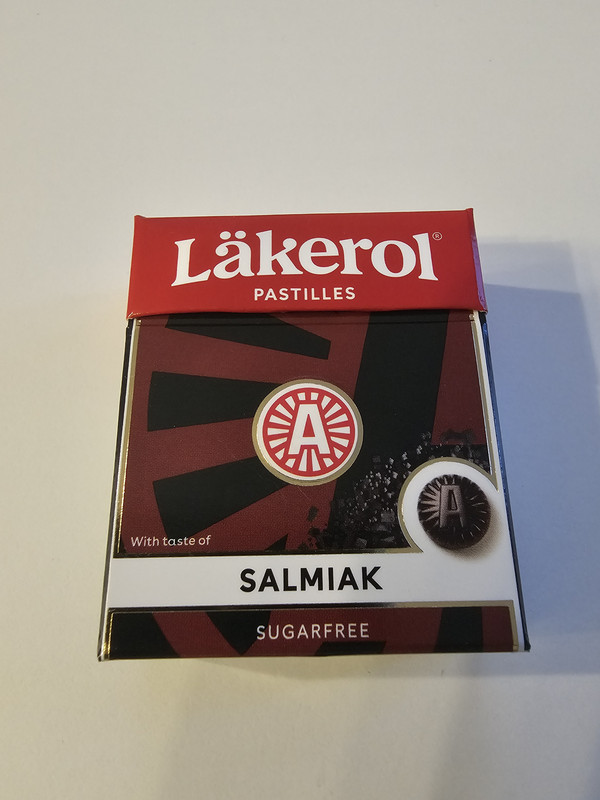 Läkerol®
PASTILLES
A
Ä
With taste of
SALMIAK
SUGARFREE